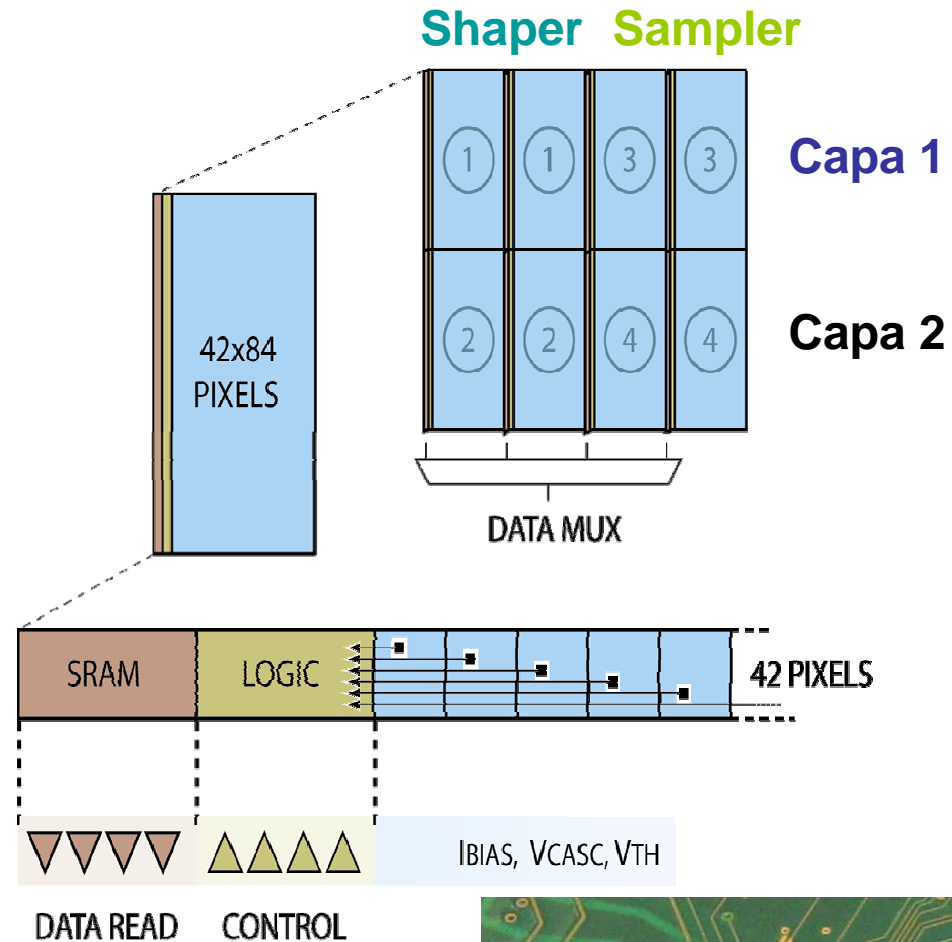 Shaper Sampler
1 1 3 3 Capa 1
2 2 4 4 Capa 2
42x84
PIXELS
DATA MUX
SRAM LOGIC 42 PIXELS
IBIAS, VCASC, VTH
DATA READ CONTROL